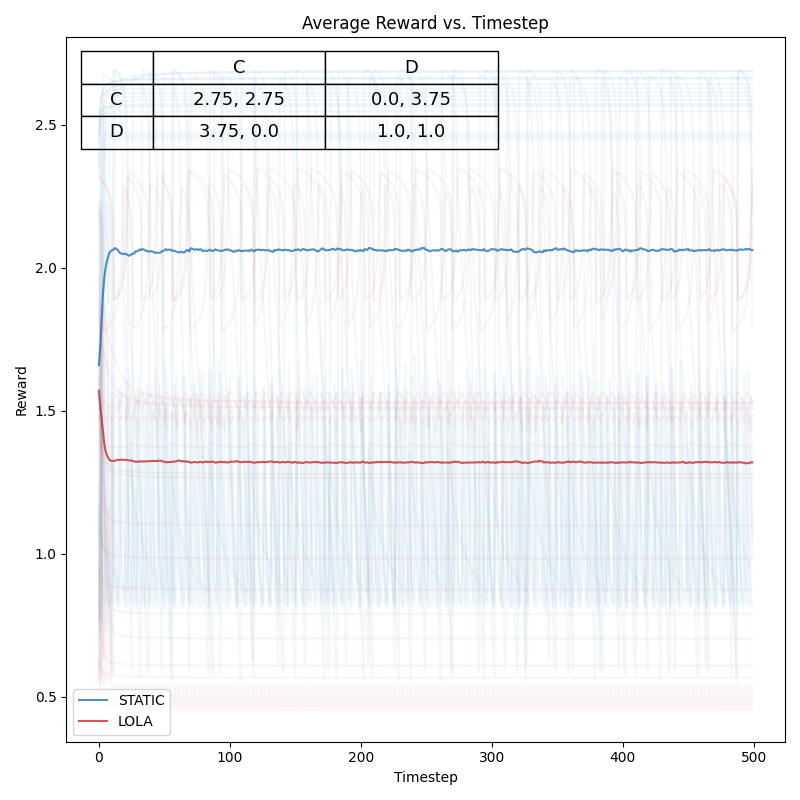 Average Reward vs. Timestep
C D
C 2.75, 2.75 0.0, 3.75
D 3.75, 0.0 1.0, 1.0
2.5
2.0
1.5
1.0
0.5
Reward
STATIC
LOLA
0 100 200 300 400 500
Timestep